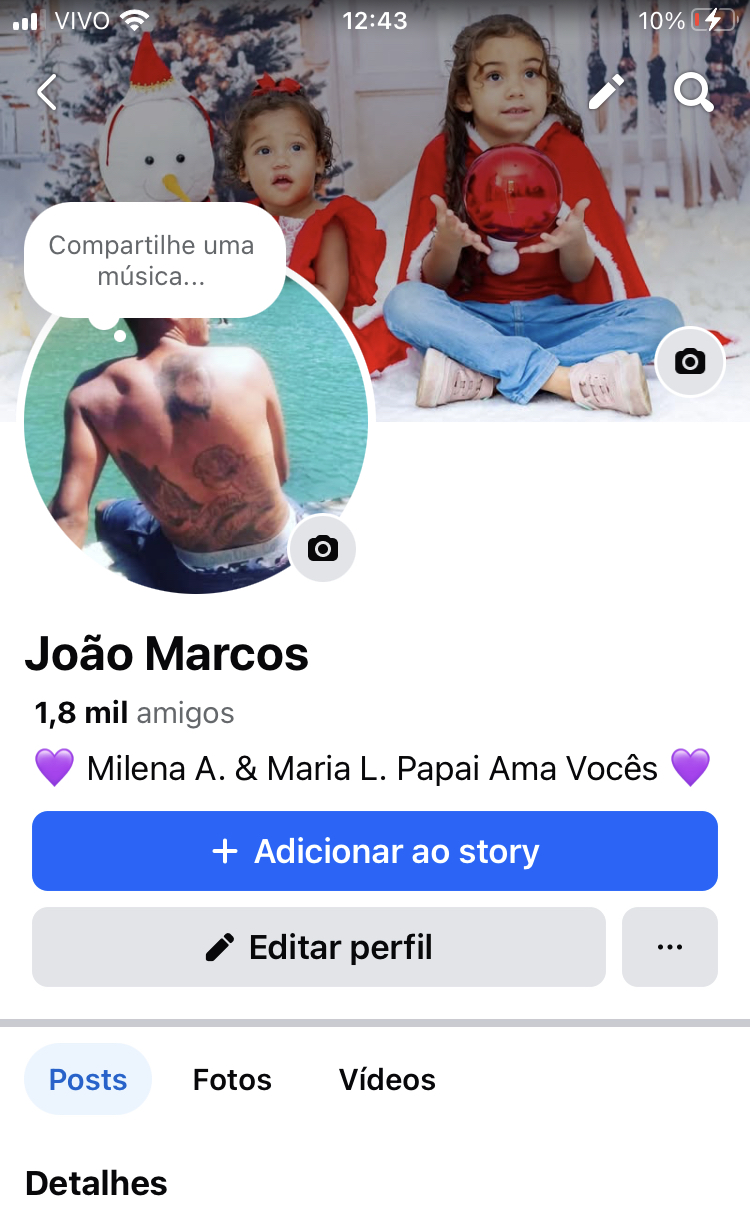 VIVO 12:43 10%
Compartilhe uma
música...
João Marcos
1,8 mil amigos
💜 Milena A. & Maria L. Papai Ama Vocês 💜
+ Adicionar ao story
Editar perfil
...
Posts Fotos Vídeos
Detalhes